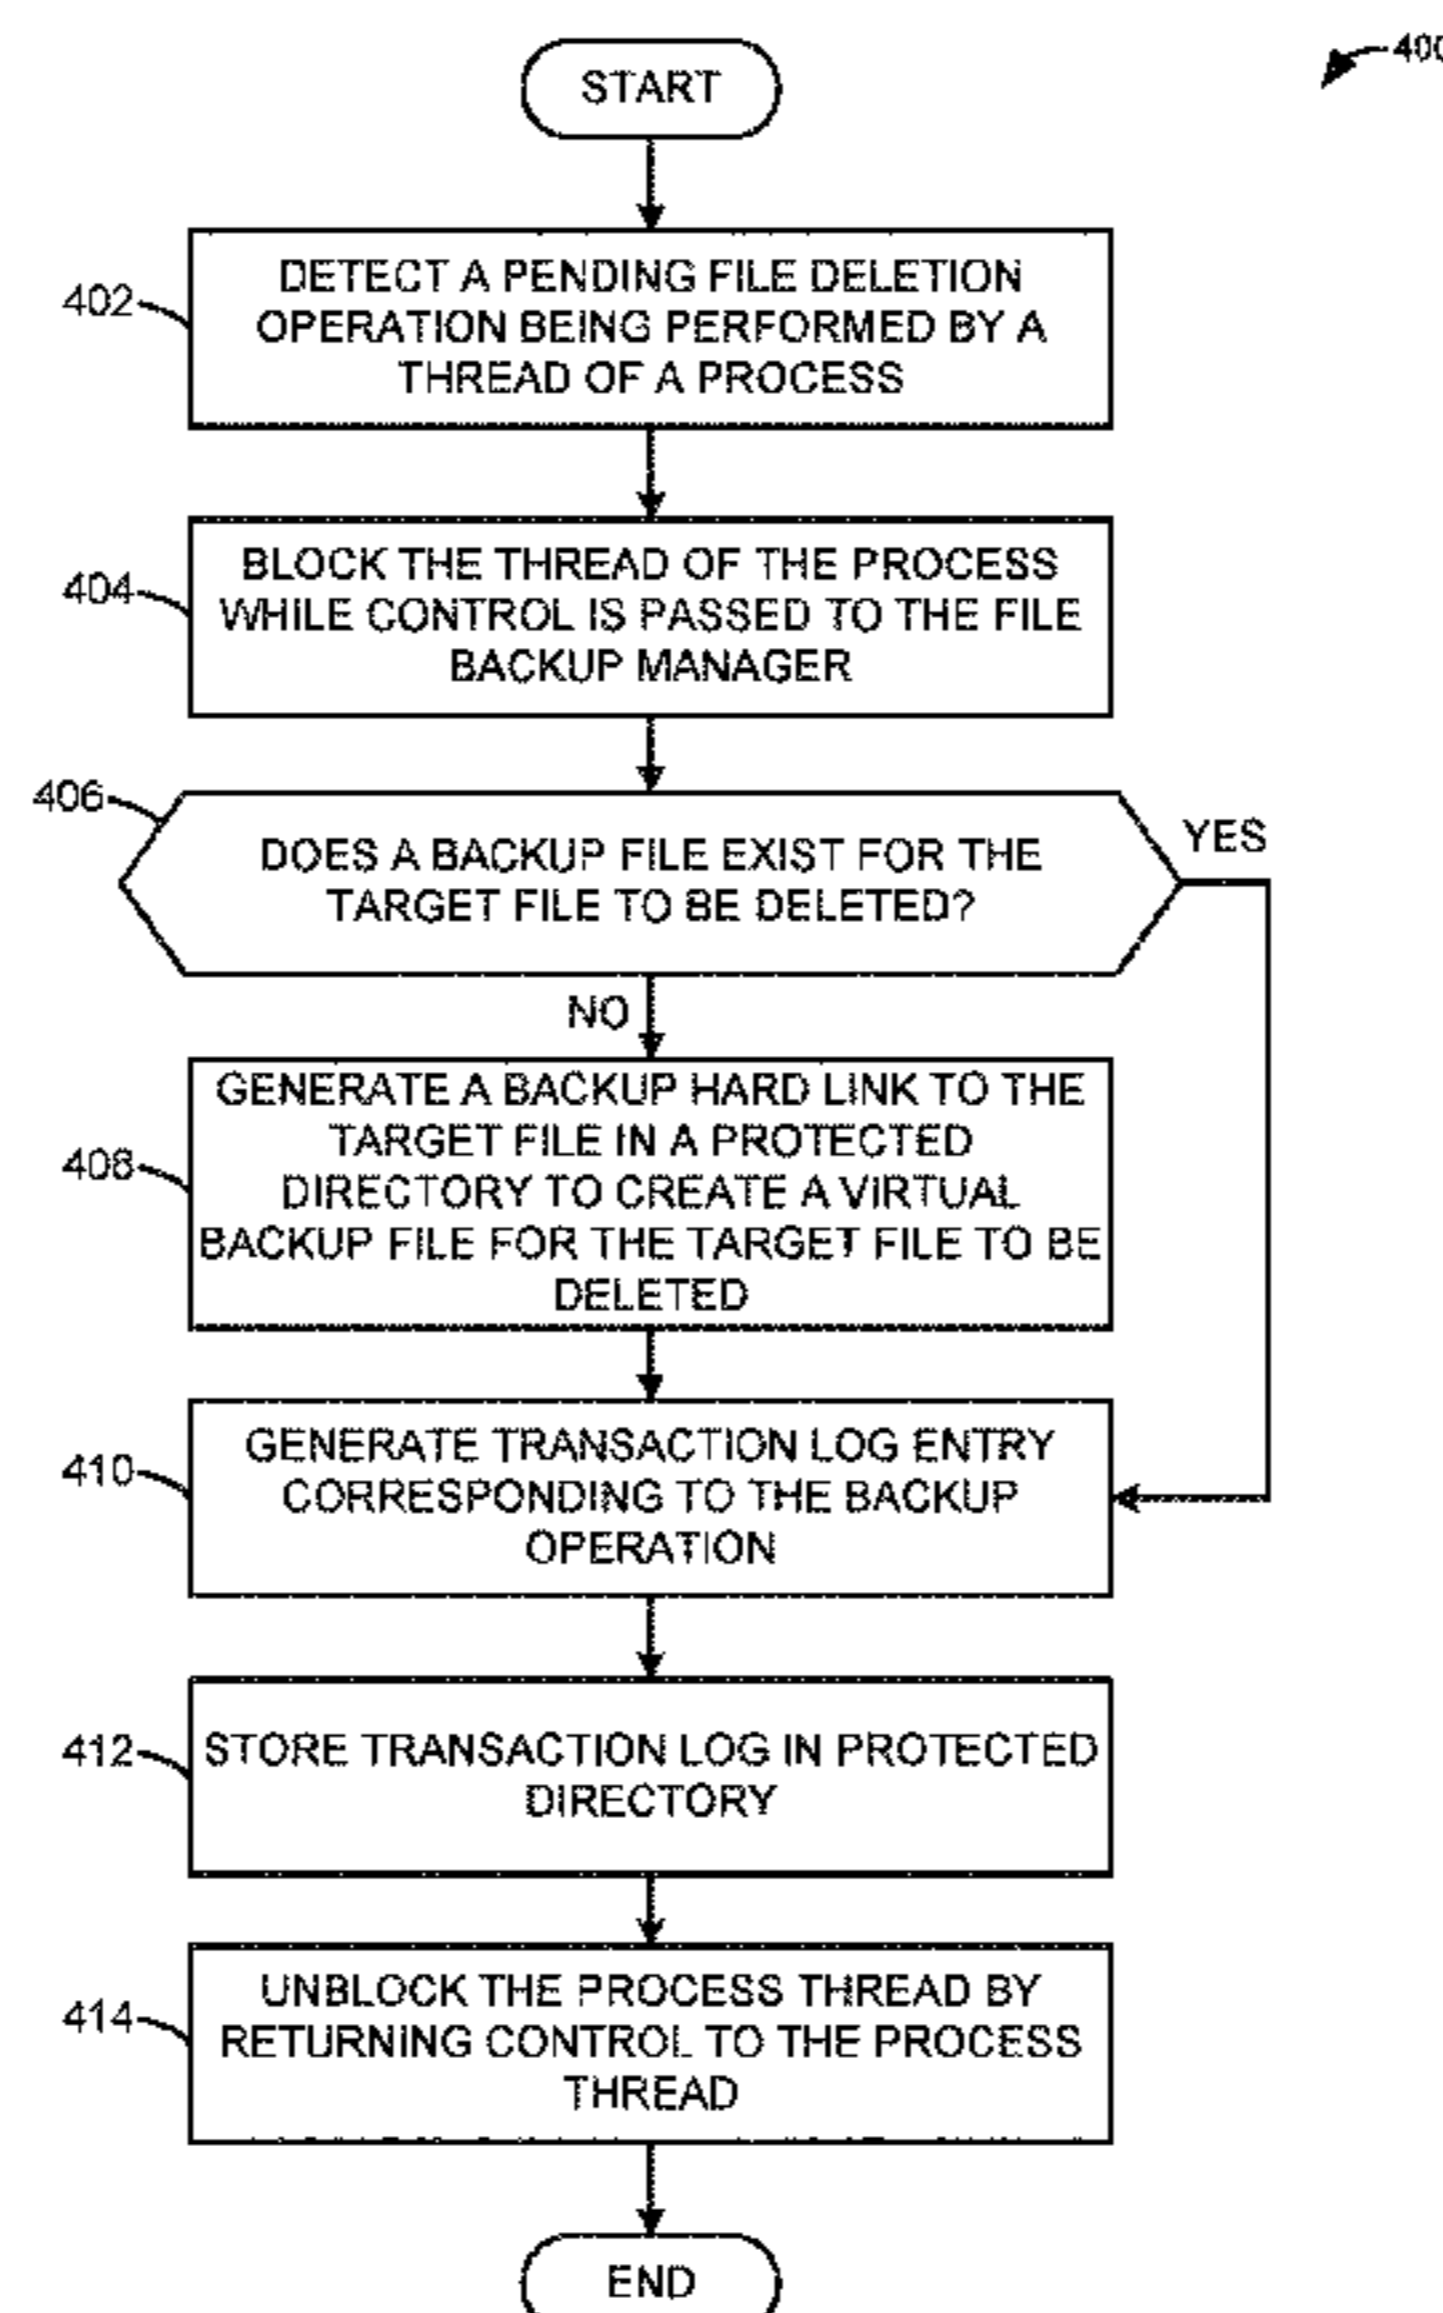 START
400
402
DETECT A PENDING FILE DELETION
OPERATION BEING PERFORMED BY A
THREAD OF A PROCESS
404
BLOCK THE THREAD OF THE PROCESS
WHILE CONTROL IS PASSED TO THE FILE
BACKUP MANAGER
406
DOES A BACKUP FILE EXIST FOR THE
TARGET FILE TO BE DELETED?
YES
NO
408
GENERATE A BACKUP HARD LINK TO THE
TARGET FILE IN A PROTECTED
DIRECTORY TO CREATE A VIRTUAL
BACKUP FILE FOR THE TARGET FILE TO BE
DELETED
410
GENERATE TRANSACTION LOG ENTRY
CORRESPONDING TO THE BACKUP
OPERATION
412
STORE TRANSACTION LOG IN PROTECTED
DIRECTORY
414
UNBLOCK THE PROCESS THREAD BY
RETURNING CONTROL TO THE PROCESS
THREAD
END